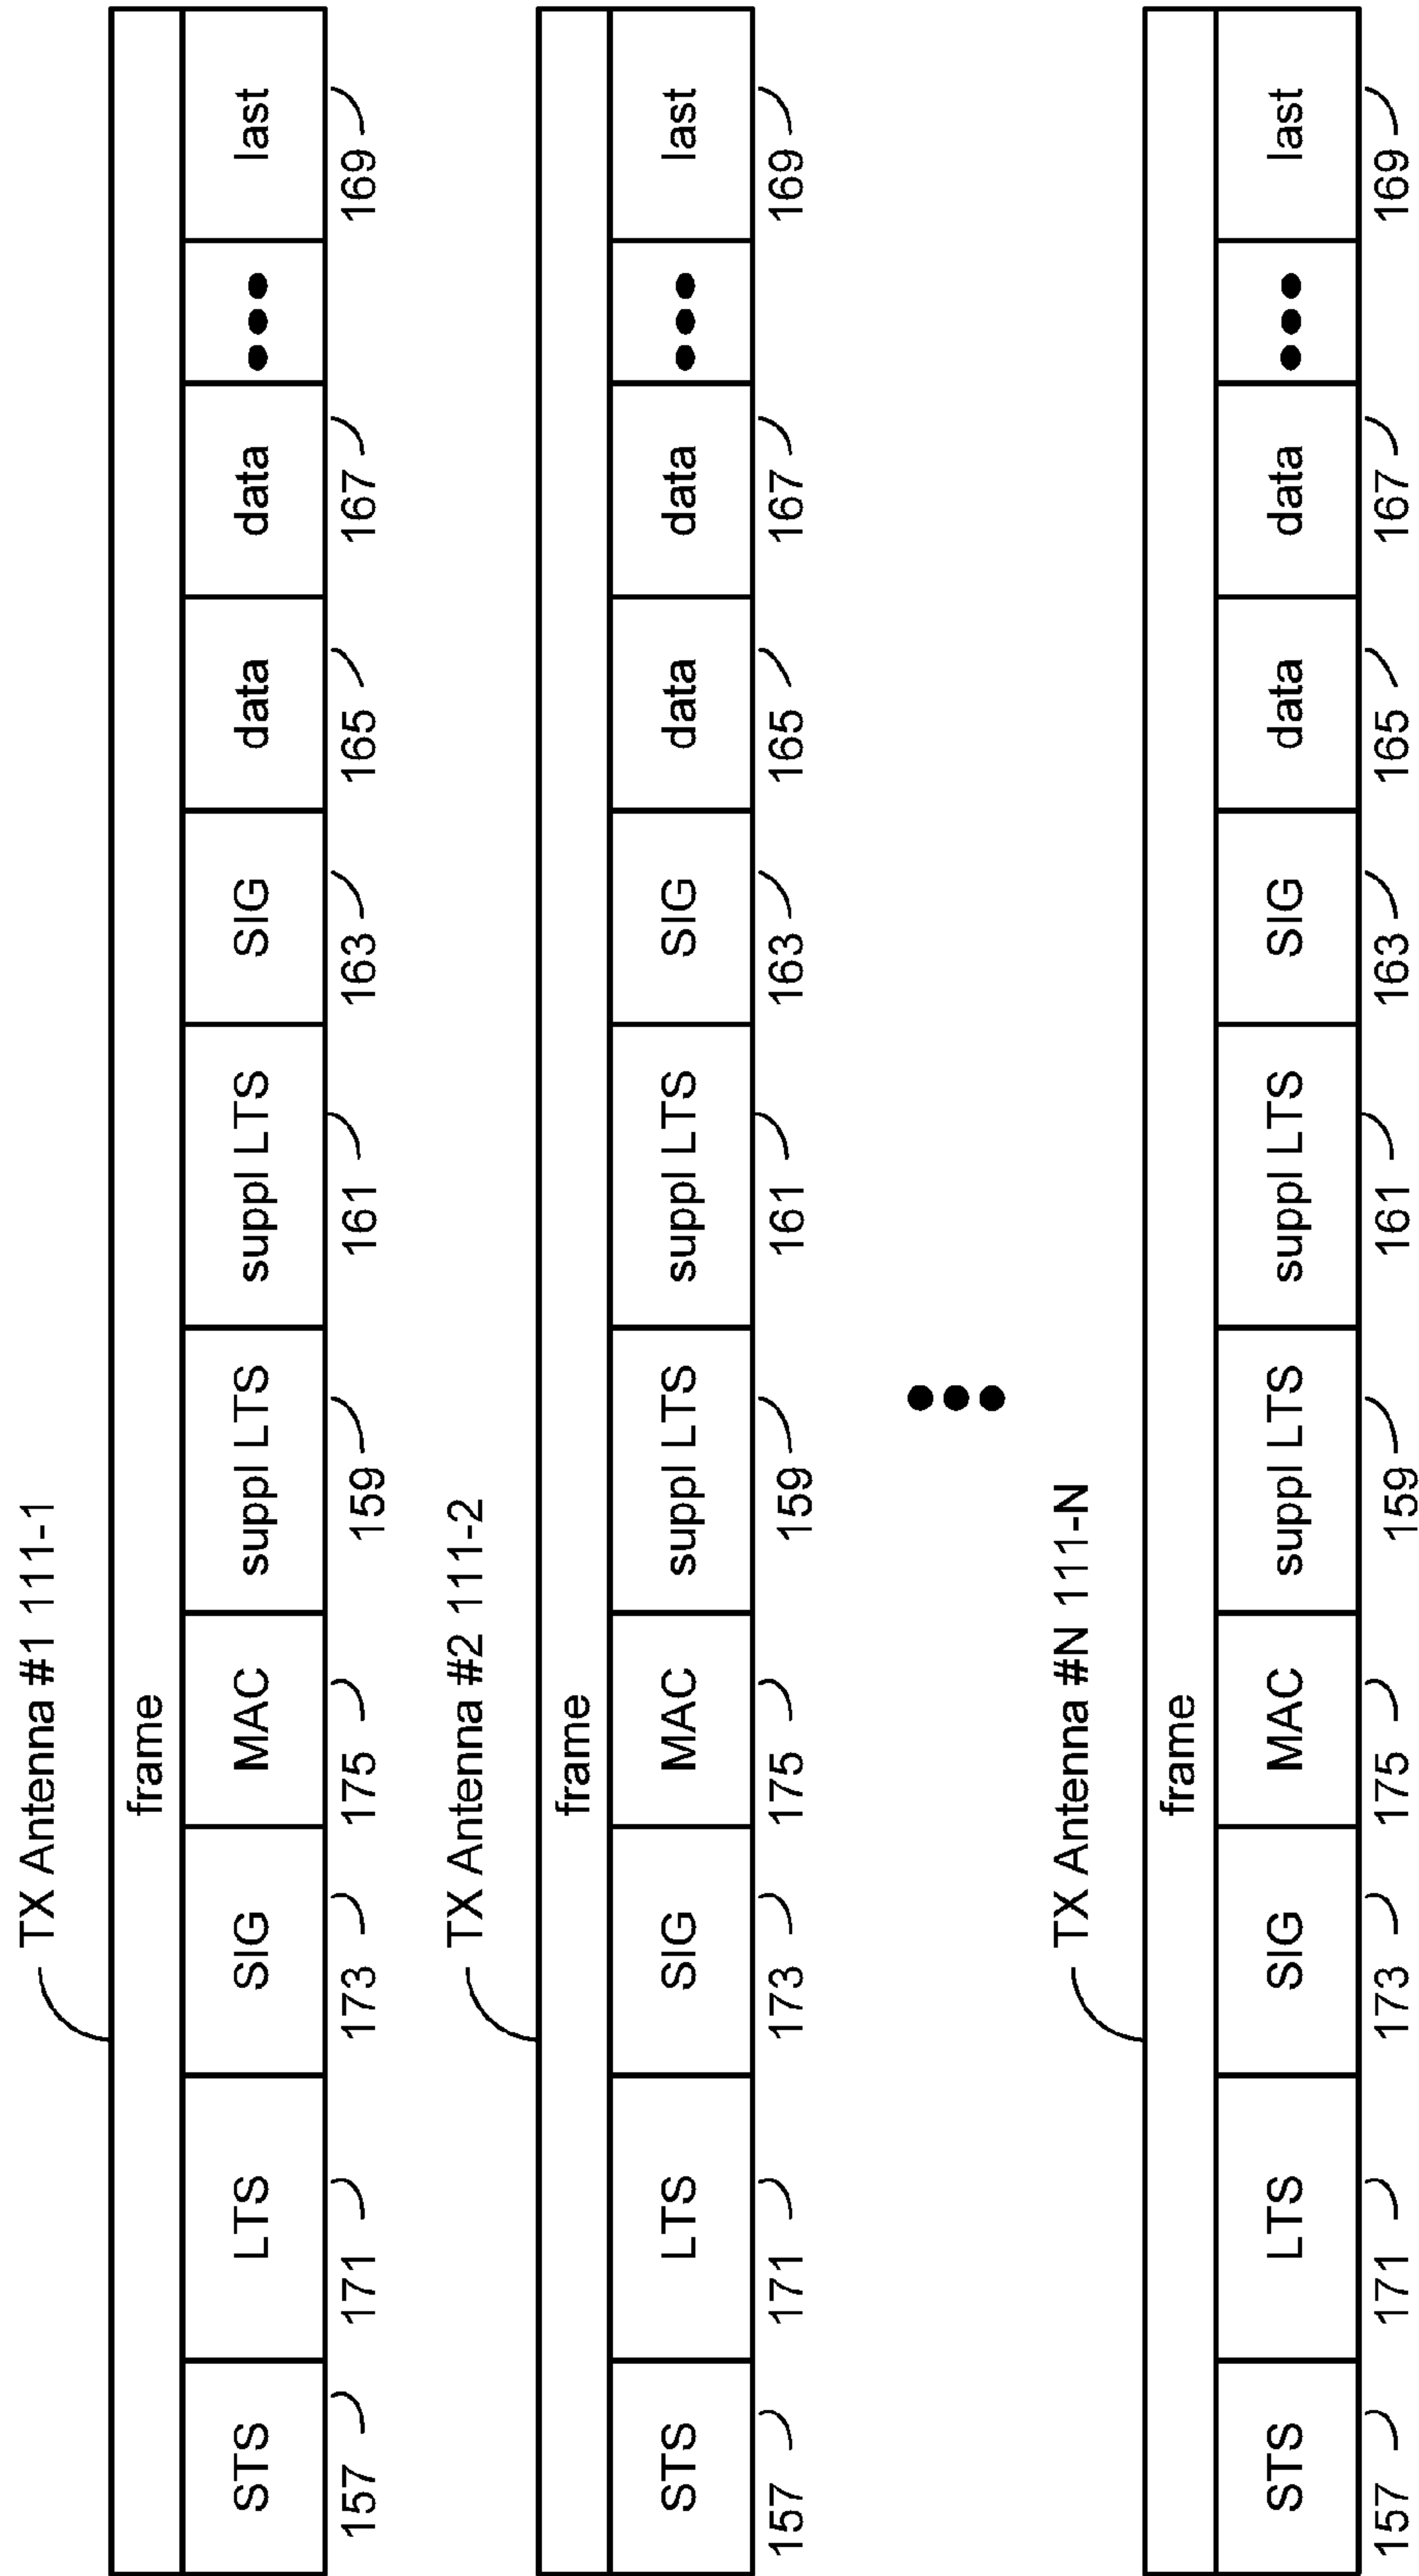 TX Antenna #1 111-1
frame
STS LTS SIG MAC suppl LTS suppl LTS SIG data data ••• last
157 171 173 175 159 161 163 165 167 169
TX Antenna #2 111-2
frame
STS LTS SIG MAC suppl LTS suppl LTS SIG data data ••• last
157 171 173 175 159 161 163 165 167 169
•••
TX Antenna #N 111-N
frame
STS LTS SIG MAC suppl LTS suppl LTS SIG data data ••• last
157 171 173 175 159 161 163 165 167 169